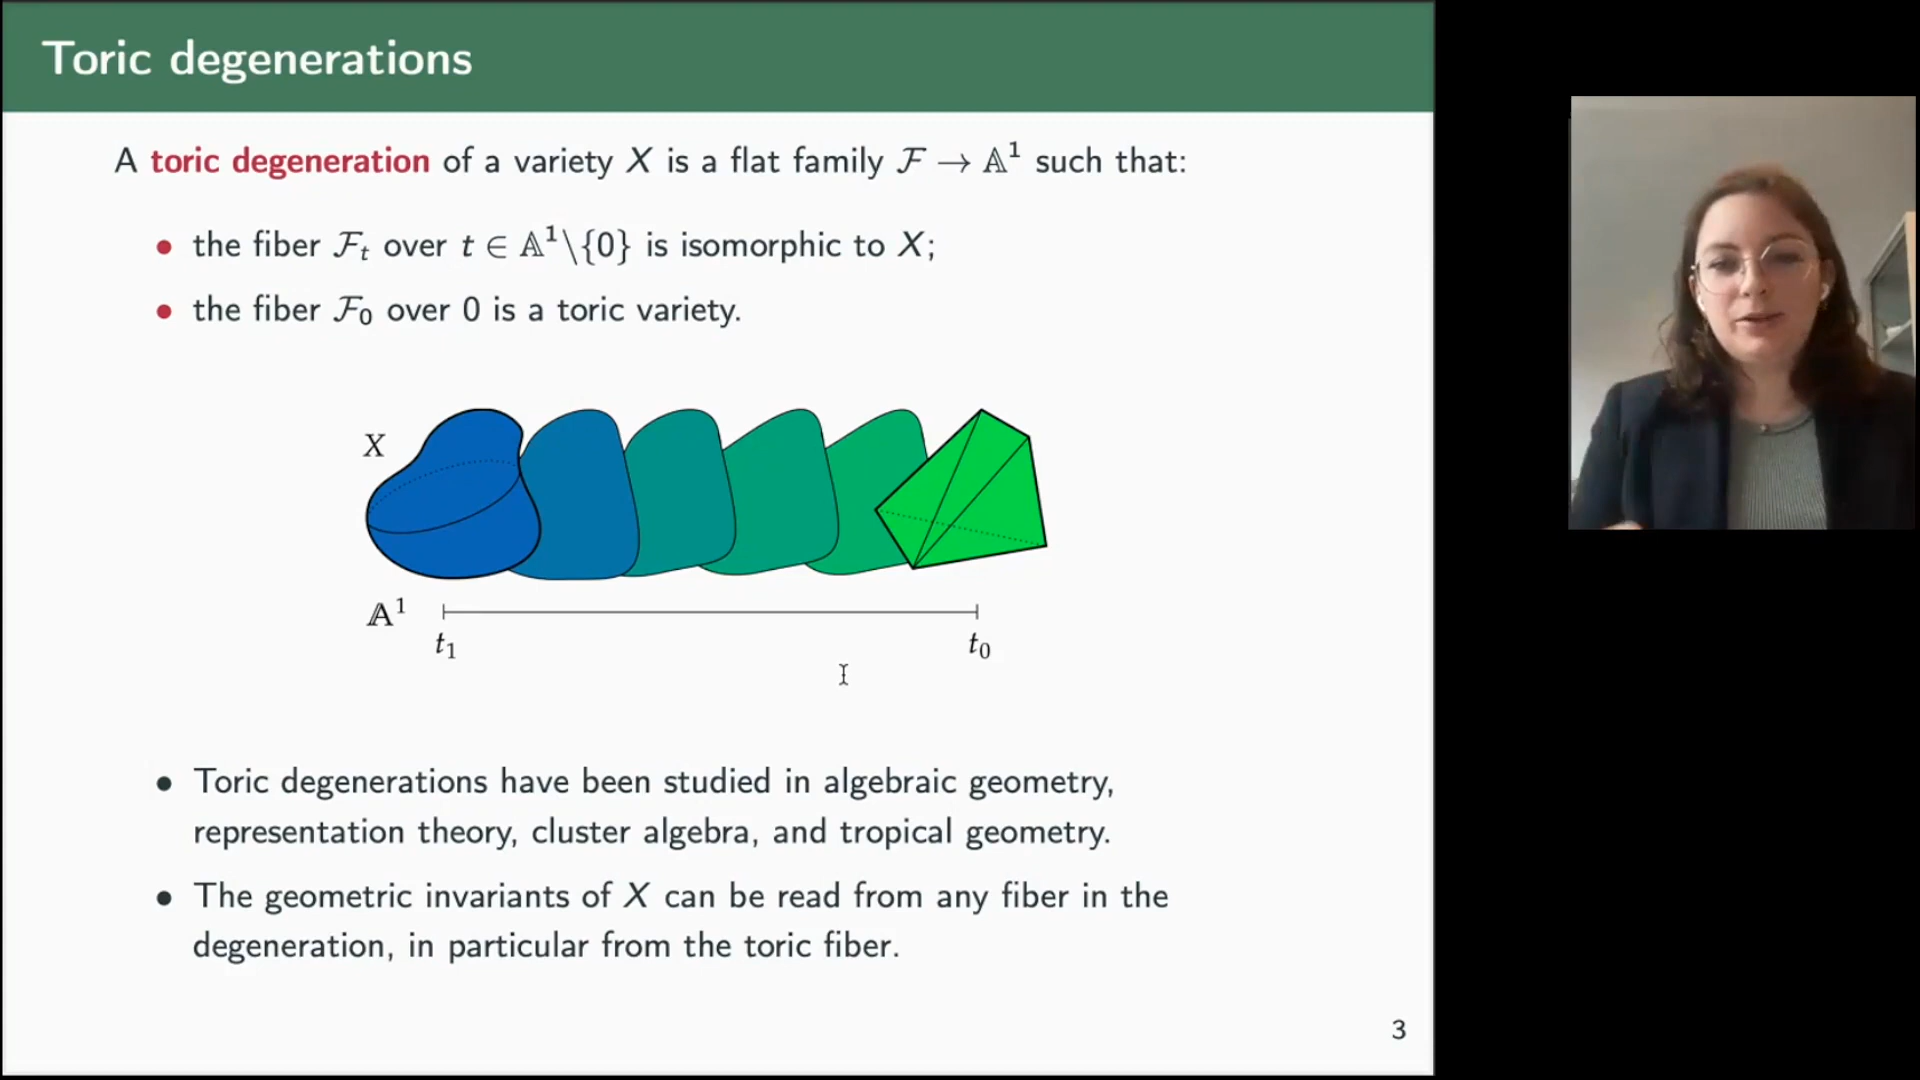 Toric degenerations
A toric degeneration of a variety X is a flat family ℱ → 𝔸¹ such that:
• the fiber ℱₜ over t ∈ 𝔸¹\{0} is isomorphic to X;
• the fiber ℱ₀ over 0 is a toric variety.
X
𝔸¹
t₁ t₀
• Toric degenerations have been studied in algebraic geometry,
representation theory, cluster algebra, and tropical geometry.
• The geometric invariants of X can be read from any fiber in the
degeneration, in particular from the toric fiber.
3